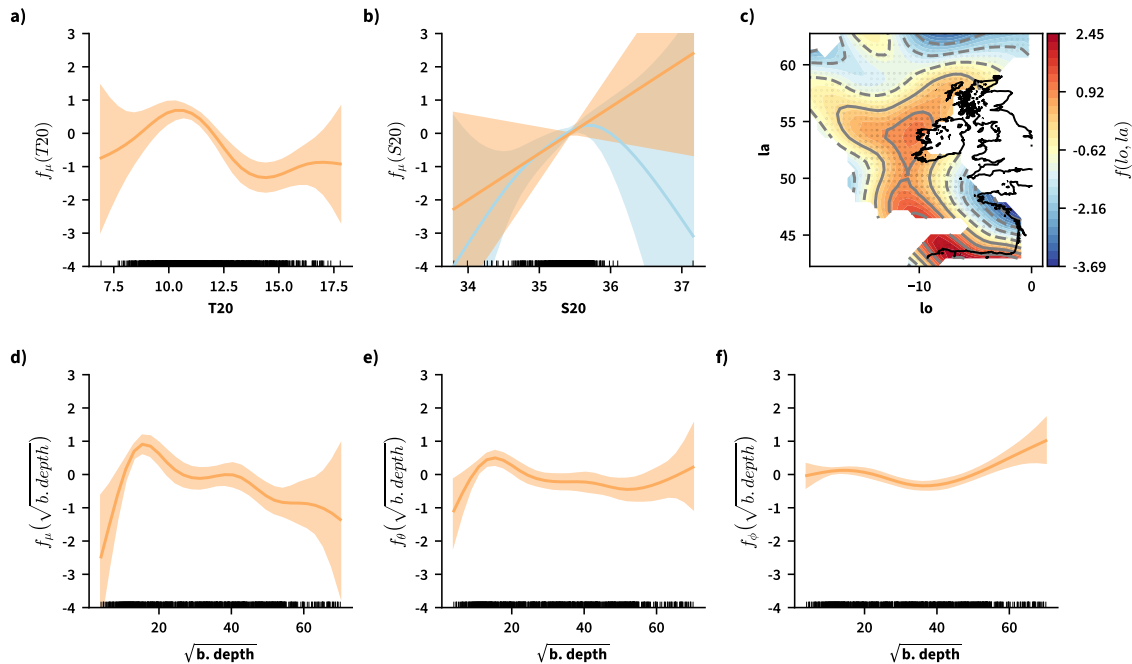 a)
3
2
1
0
-1
-2
-3
-4
f_μ(T20)
7.5 10.0 12.5 15.0 17.5
T20
b)
3
2
1
0
-1
-2
-3
-4
f_μ(S20)
34 35 36 37
S20
c)
60
55
50
45
la
−10 0
lo
2.45
0.92
-0.62
-2.16
-3.69
f(lo, la)
d)
3
2
1
0
-1
-2
-3
-4
f_μ(√b. depth)
20 40 60
√b. depth
e)
3
2
1
0
-1
-2
-3
-4
f_θ(√b. depth)
20 40 60
√b. depth
f)
3
2
1
0
-1
-2
-3
-4
f_ϕ(√b. depth)
20 40 60
√b. depth